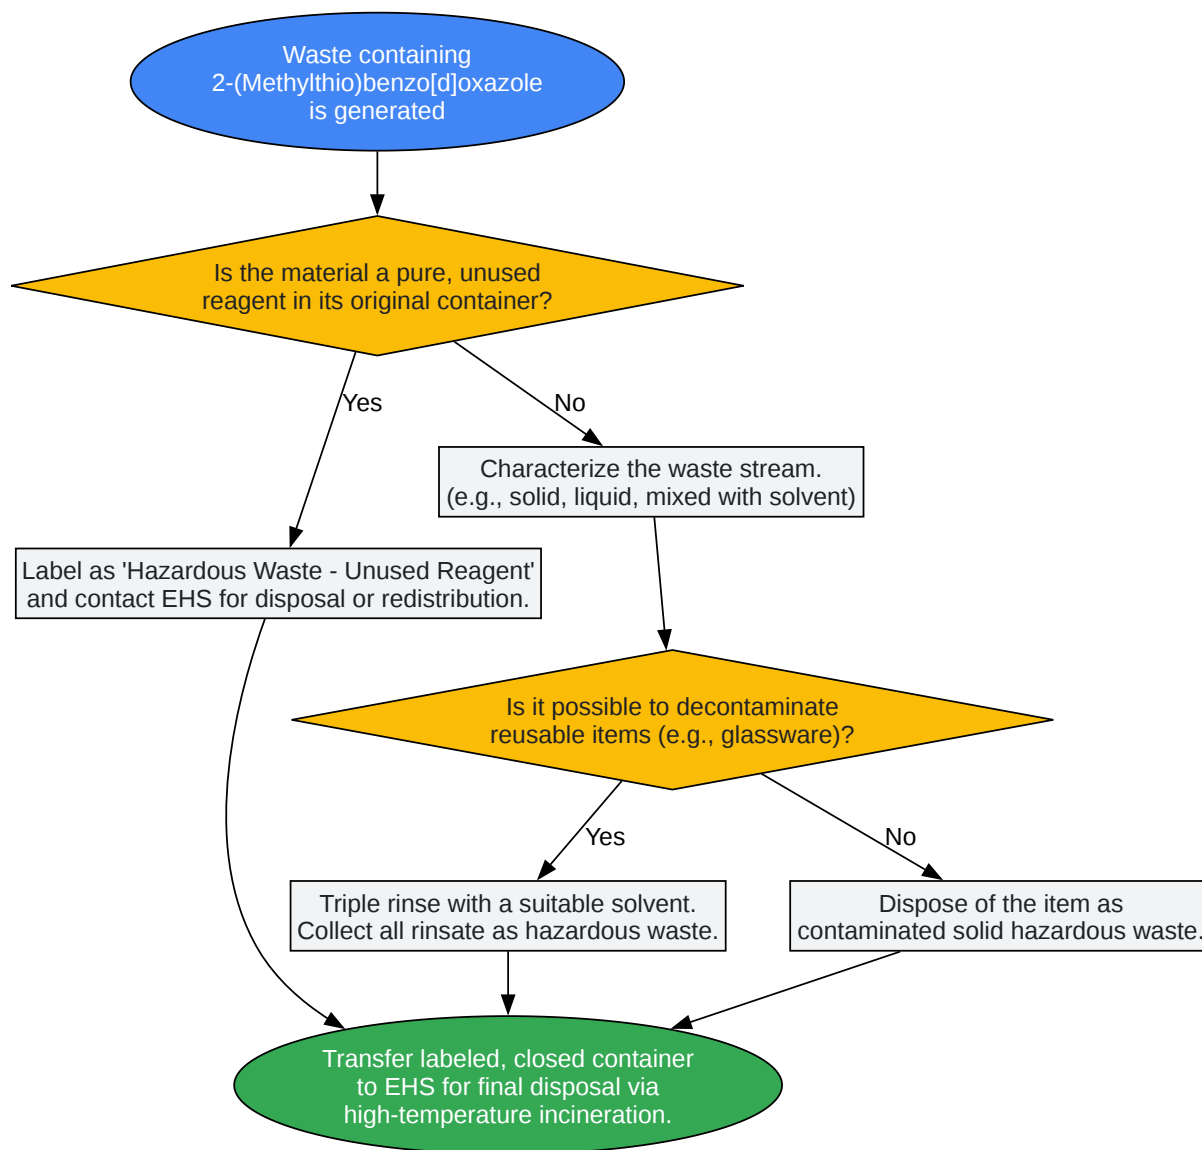 Waste containing
2-(Methylthio)benzo[d]oxazole
is generated
Is the material a pure, unused
reagent in its original container?
Yes
No
Characterize the waste stream.
(e.g., solid, liquid, mixed with solvent)
Label as 'Hazardous Waste - Unused Reagent'
and contact EHS for disposal or redistribution.
Is it possible to decontaminate
reusable items (e.g., glassware)?
Yes
No
Triple rinse with a suitable solvent.
Collect all rinsate as hazardous waste.
Dispose of the item as
contaminated solid hazardous waste.
Transfer labeled, closed container
to EHS for final disposal via
high-temperature incineration.